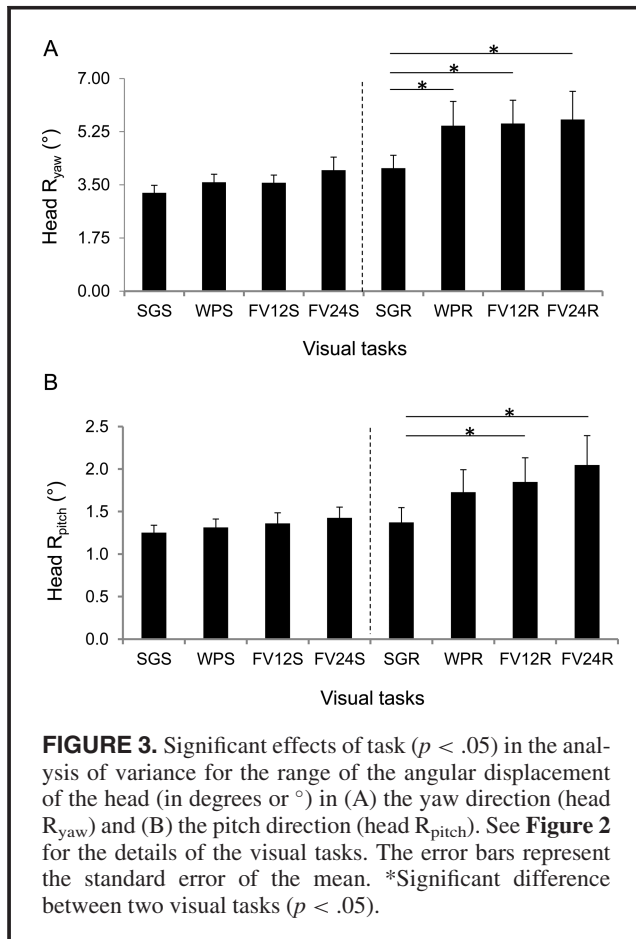 A
*
*
*
7.00
5.25
3.50
1.75
0.00
Head R_yaw (°)
SGS WPS FV12S FV24S SGR WPR FV12R FV24R
Visual tasks
B
*
*
2.5
2.0
1.5
1.0
0.5
0.0
Head R_pitch (°)
SGS WPS FV12S FV24S SGR WPR FV12R FV24R
Visual tasks
FIGURE 3. Significant effects of task (p < .05) in the anal-
ysis of variance for the range of the angular displacement
of the head (in degrees or °) in (A) the yaw direction (head
R_yaw) and (B) the pitch direction (head R_pitch). See Figure 2
for the details of the visual tasks. The error bars represent
the standard error of the mean. *Significant difference
between two visual tasks (p < .05).